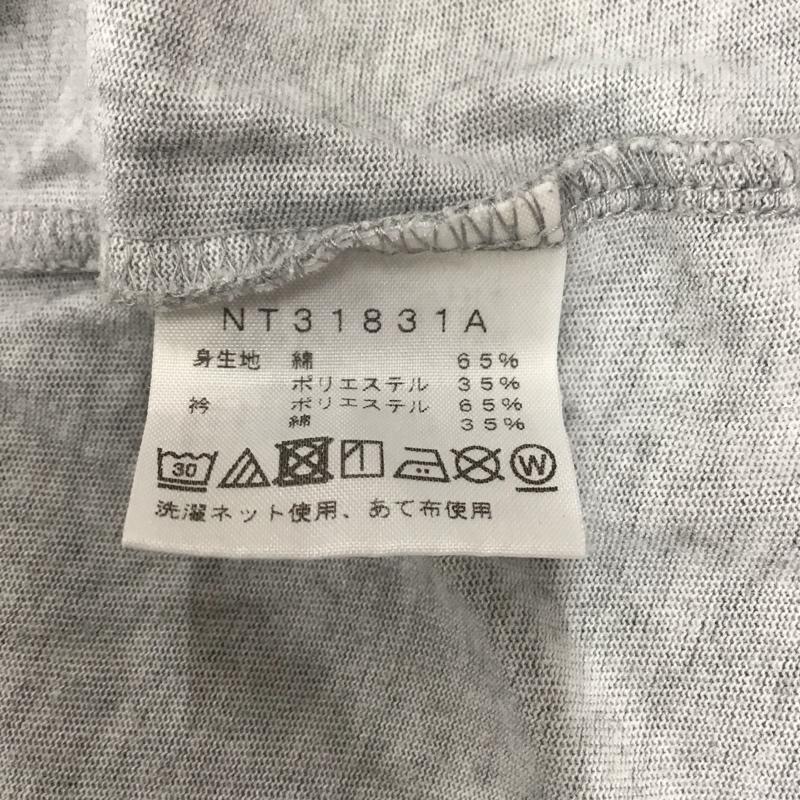 NT31831A
身生地 綿 65%
ポリエステル 35%
衿 ポリエステル 65%
綿 35%
30 W
洗濯ネット使用、あて布使用